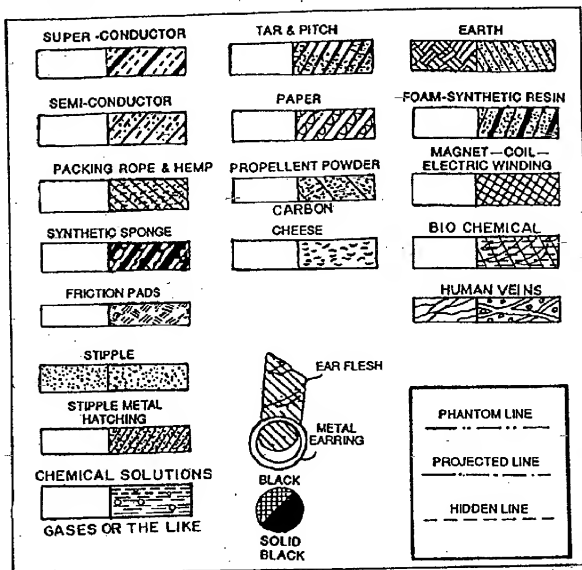 SUPER-CONDUCTOR
SEMI-CONDUCTOR
PACKING ROPE & HEMP
SYNTHETIC SPONGE
FRICTION PADS
STIPPLE
STIPPLE METAL
HATCHING
CHEMICAL SOLUTIONS
GASES OR THE LIKE
TAR & PITCH
PAPER
PROPELLENT POWDER
CARBON
CHEESE
EAR FLESH
METAL
EARRING
BLACK
SOLID
BLACK
EARTH
FOAM-SYNTHETIC RESIN
MAGNET-COIL-
ELECTRIC WINDING
BIO CHEMICAL
HUMAN VEINS
PHANTOM LINE
PROJECTED LINE
HIDDEN LINE